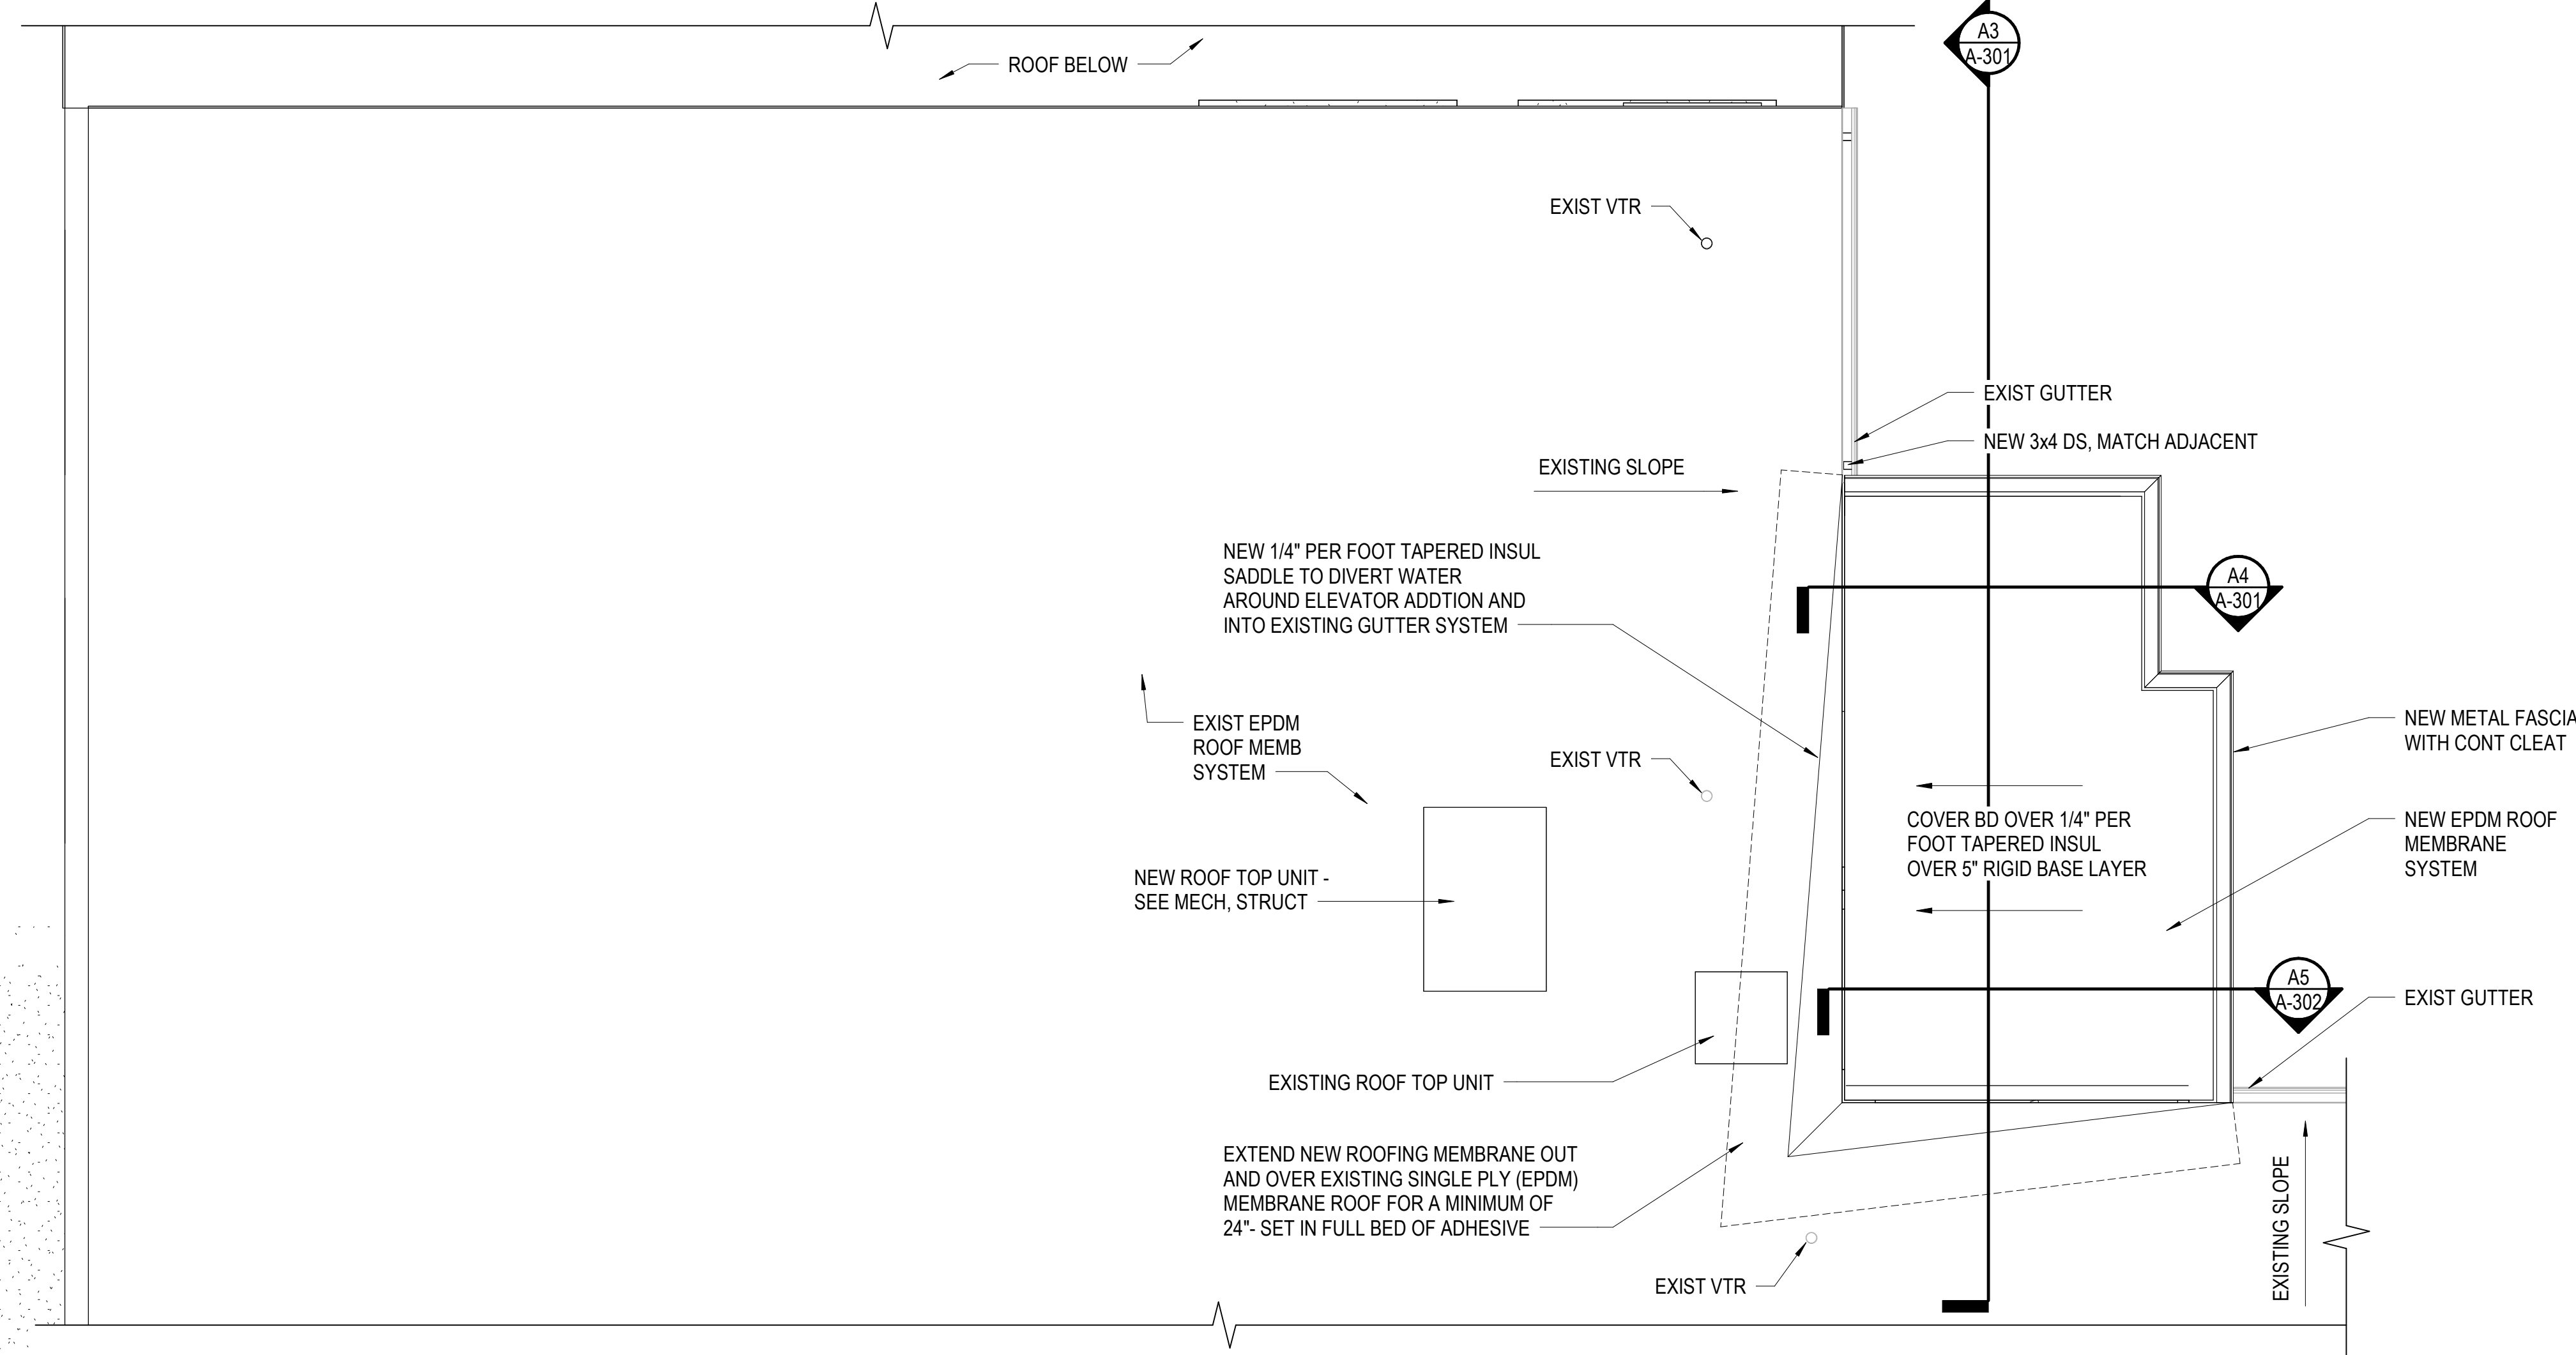 A3
A-301
ROOF BELOW
EXIST VTR
EXIST GUTTER
NEW 3x4 DS, MATCH ADJACENT
EXISTING SLOPE
NEW 1/4" PER FOOT TAPERED INSUL
SADDLE TO DIVERT WATER
AROUND ELEVATOR ADDTION AND
INTO EXISTING GUTTER SYSTEM
A4
A-301
EXIST EPDM
ROOF MEMB
SYSTEM
EXIST VTR
NEW METAL FASCIA
WITH CONT CLEAT
COVER BD OVER 1/4" PER
FOOT TAPERED INSUL
OVER 5" RIGID BASE LAYER
NEW EPDM ROOF
MEMBRANE
SYSTEM
NEW ROOF TOP UNIT -
SEE MECH, STRUCT
A5
A-302
EXIST GUTTER
EXISTING ROOF TOP UNIT
EXTEND NEW ROOFING MEMBRANE OUT
AND OVER EXISTING SINGLE PLY (EPDM)
MEMBRANE ROOF FOR A MINIMUM OF
24"- SET IN FULL BED OF ADHESIVE
EXISTING SLOPE
EXIST VTR